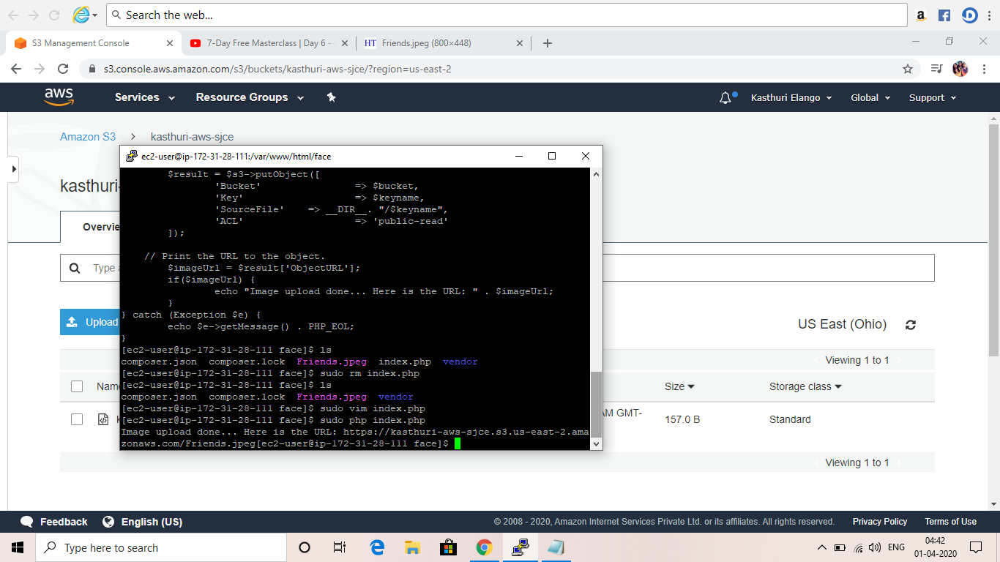 Search the web...
S3 Management Console
7-Day Free Masterclass | Day 6 -
HT Friends.jpeg (800×448)
s3.console.aws.amazon.com/s3/buckets/kasthuri-aws-sjce/?region=us-east-2
aws Services Resource Groups Kasthuri Elango Global Support
Amazon S3 > kasthuri-aws-sjce
kasthuri-
Overvie
Type
Upload
US East (Ohio)
Viewing 1 to 1
Nam Size Storage class
AM GMT-
157.0 B Standard
Viewing 1 to 1
ec2-user@ip-172-31-28-111:/var/www/html/face
$result = $s3->putObject([
'Bucket' => $bucket,
'Key' => $keyname,
'SourceFile' => __DIR__. "/$keyname",
'ACL' => 'public-read'
]);
// Print the URL to the object.
$imageUrl = $result['ObjectURL'];
if($imageUrl) {
echo "Image upload done... Here is the URL: " . $imageUrl;
}
} catch (Exception $e) {
echo $e->getMessage() . PHP_EOL;
}
[ec2-user@ip-172-31-28-111 face]$ ls
composer.json composer.lock Friends.jpeg index.php vendor
[ec2-user@ip-172-31-28-111 face]$ sudo rm index.php
[ec2-user@ip-172-31-28-111 face]$ ls
composer.json composer.lock Friends.jpeg vendor
[ec2-user@ip-172-31-28-111 face]$ sudo vim index.php
[ec2-user@ip-172-31-28-111 face]$ sudo php index.php
Image upload done... Here is the URL: https://kasthuri-aws-sjce.s3.us-east-2.ama
zonaws.com/Friends.jpeg[ec2-user@ip-172-31-28-111 face]$
Feedback English (US) © 2008 - 2020, Amazon Internet Services Private Ltd. or its affiliates. All rights reserved. Privacy Policy Terms of Use
Type here to search
ENG
04:42
01-04-2020